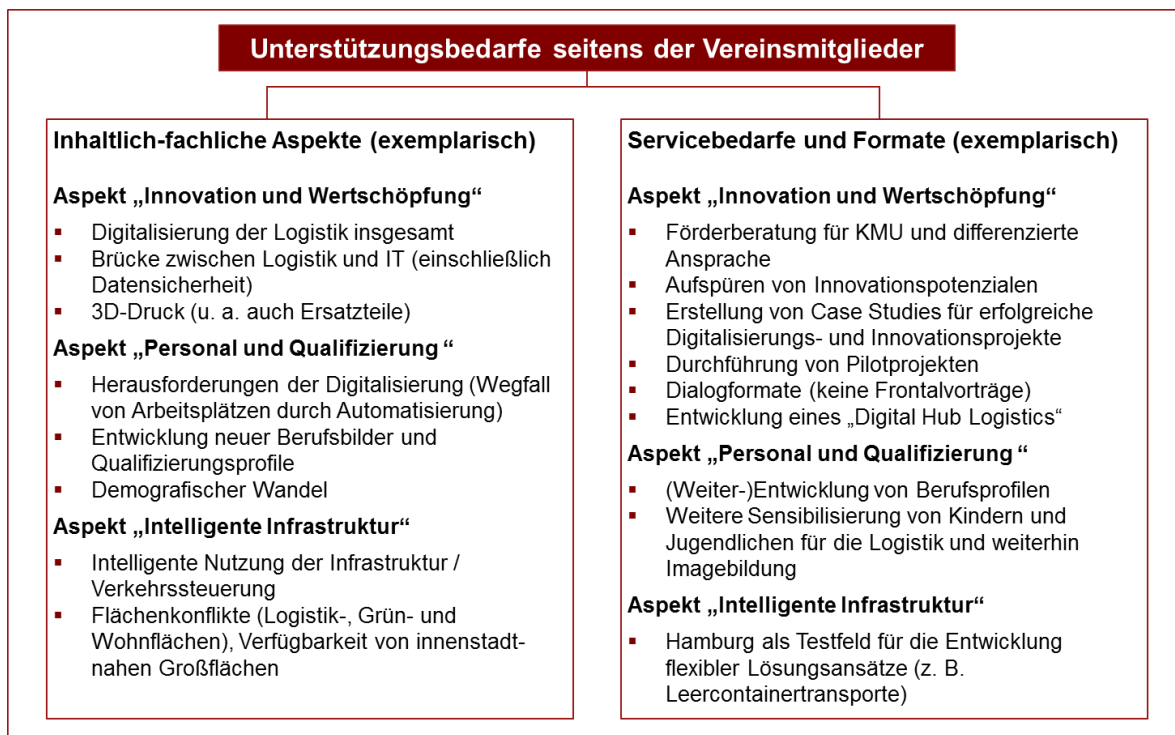 Unterstützungsbedarfe seitens der Vereinsmitglieder
Inhaltlich-fachliche Aspekte (exemplarisch)
Aspekt „Innovation und Wertschöpfung“
▪ Digitalisierung der Logistik insgesamt
▪ Brücke zwischen Logistik und IT (einschließlich
Datensicherheit)
▪ 3D-Druck (u. a. auch Ersatzteile)
Aspekt „Personal und Qualifizierung “
▪ Herausforderungen der Digitalisierung (Wegfall
von Arbeitsplätzen durch Automatisierung)
▪ Entwicklung neuer Berufsbilder und
Qualifizierungsprofile
▪ Demografischer Wandel
Aspekt „Intelligente Infrastruktur“
▪ Intelligente Nutzung der Infrastruktur /
Verkehrssteuerung
▪ Flächenkonflikte (Logistik-, Grün- und
Wohnflächen), Verfügbarkeit von innenstadt-
nahen Großflächen
Servicebedarfe und Formate (exemplarisch)
Aspekt „Innovation und Wertschöpfung“
▪ Förderberatung für KMU und differenzierte
Ansprache
▪ Aufspüren von Innovationspotenzialen
▪ Erstellung von Case Studies für erfolgreiche
Digitalisierungs- und Innovationsprojekte
▪ Durchführung von Pilotprojekten
▪ Dialogformate (keine Frontalvorträge)
▪ Entwicklung eines „Digital Hub Logistics“
Aspekt „Personal und Qualifizierung “
▪ (Weiter-)Entwicklung von Berufsprofilen
▪ Weitere Sensibilisierung von Kindern und
Jugendlichen für die Logistik und weiterhin
Imagebildung
Aspekt „Intelligente Infrastruktur“
▪ Hamburg als Testfeld für die Entwicklung
flexibler Lösungsansätze (z. B.
Leercontainertransporte)